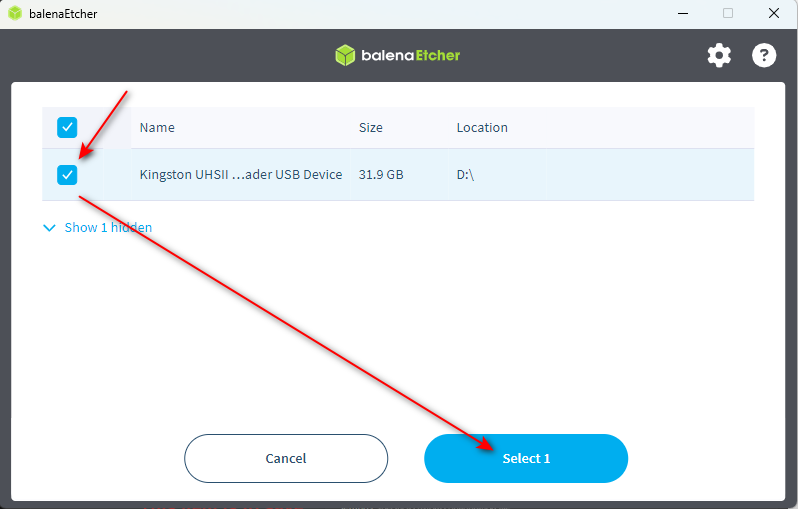 balenaEtcher
balenaEtcher
?
Name Size Location
Kingston UHSII ...ader USB Device 31.9 GB D:\
Show 1 hidden
Cancel Select 1